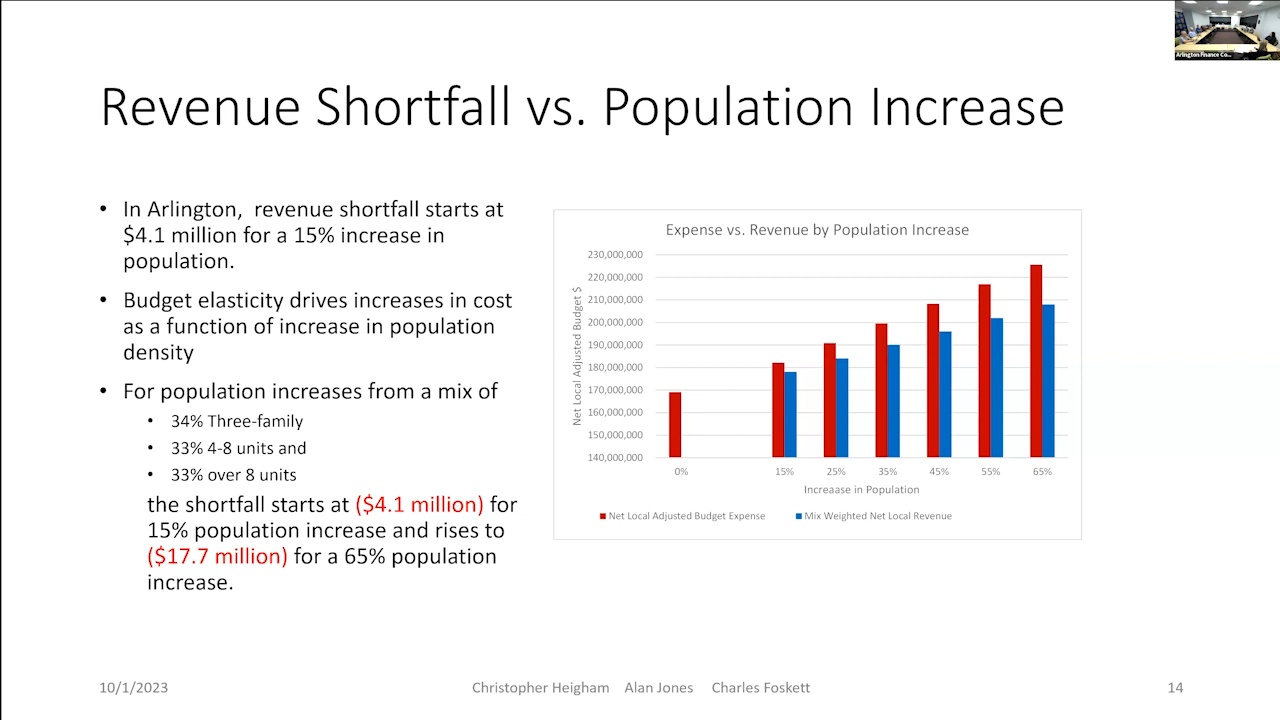 Arlington Finance Co...
Revenue Shortfall vs. Population Increase
• In Arlington, revenue shortfall starts at
$4.1 million for a 15% increase in
population.
• Budget elasticity drives increases in cost
as a function of increase in population
density
• For population increases from a mix of
• 34% Three-family
• 33% 4-8 units and
• 33% over 8 units
the shortfall starts at ($4.1 million) for
15% population increase and rises to
($17.7 million) for a 65% population
increase.
Expense vs. Revenue by Population Increase
Net Local Adjusted Budget $
230,000,000
220,000,000
210,000,000
200,000,000
190,000,000
180,000,000
170,000,000
160,000,000
150,000,000
140,000,000
0% 15% 25% 35% 45% 55% 65%
Increaase in Population
Net Local Adjusted Budget Expense Mix Weighted Net Local Revenue
10/1/2023 Christopher Heigham Alan Jones Charles Foskett 14